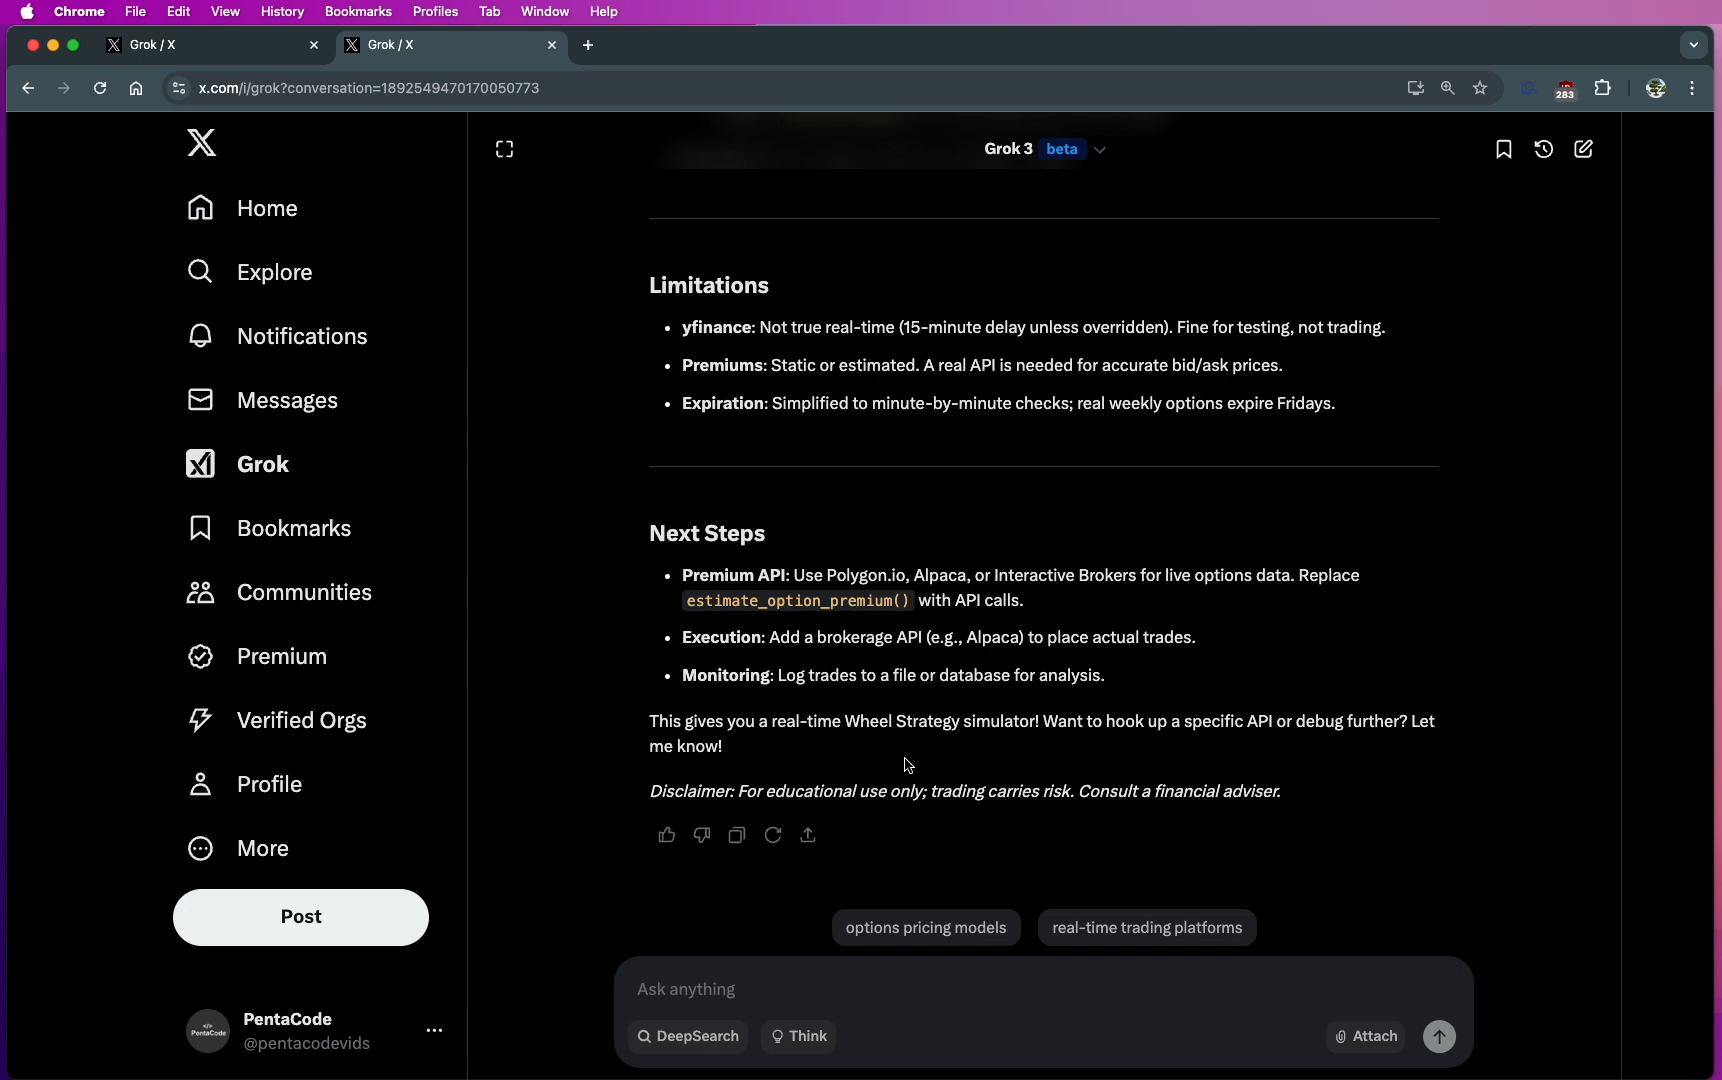 Chrome File Edit View History Bookmarks Profiles Tab Window Help
Grok / X
Grok / X
x.com/i/grok?conversation=1892549470170050773
283
Home
Explore
Notifications
Messages
Grok
Bookmarks
Communities
Premium
Verified Orgs
Profile
More
Post
</>
PentaCode
PentaCode
@pentacodevids
Grok 3 beta
Limitations
• yfinance: Not true real-time (15-minute delay unless overridden). Fine for testing, not trading.
• Premiums: Static or estimated. A real API is needed for accurate bid/ask prices.
• Expiration: Simplified to minute-by-minute checks; real weekly options expire Fridays.
Next Steps
• Premium API: Use Polygon.io, Alpaca, or Interactive Brokers for live options data. Replace
estimate_option_premium() with API calls.
• Execution: Add a brokerage API (e.g., Alpaca) to place actual trades.
• Monitoring: Log trades to a file or database for analysis.
This gives you a real-time Wheel Strategy simulator! Want to hook up a specific API or debug further? Let
me know!
Disclaimer: For educational use only; trading carries risk. Consult a financial adviser.
options pricing models
real-time trading platforms
Ask anything
DeepSearch
Think
Attach